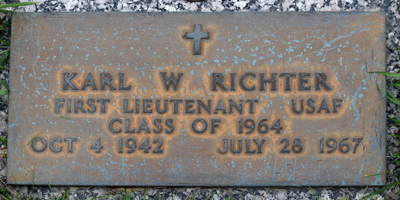 KARL W RICHTER
FIRST LIEUTENANT USAF
CLASS OF 1964
OCT 4 1942 JULY 28 1967